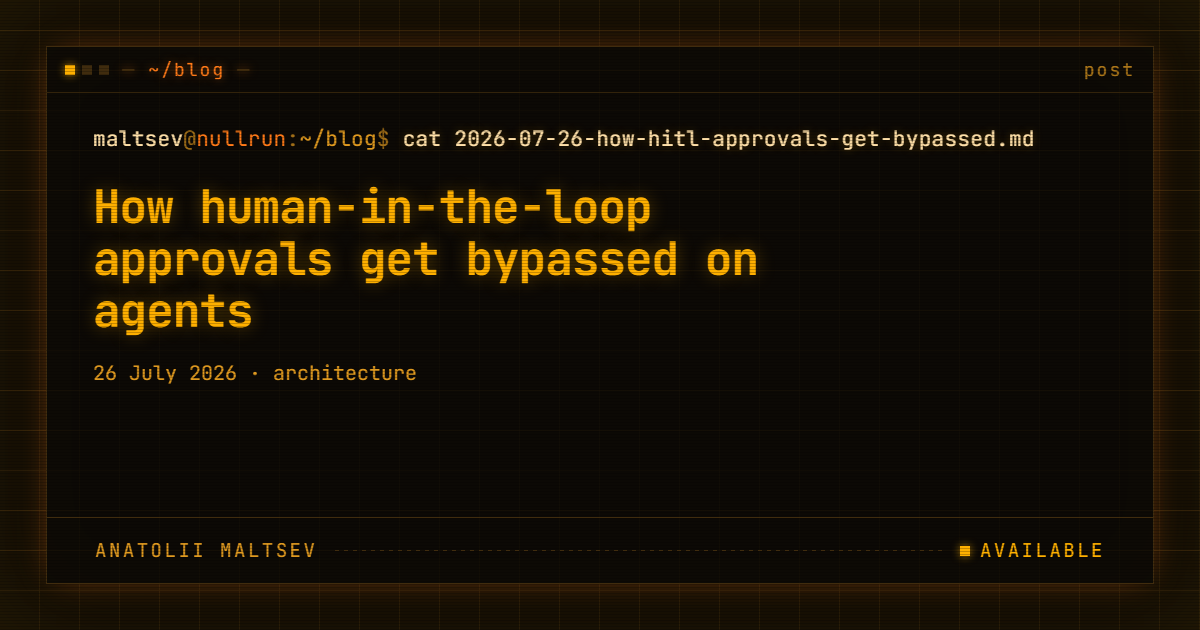 — ~/blog —
post
maltsev@nullrun:~/blog$ cat 2026-07-26-how-hitl-approvals-get-bypassed.md
How human-in-the-loop
approvals get bypassed on
agents
26 July 2026 · architecture
ANATOLII MALTSEV
AVAILABLE